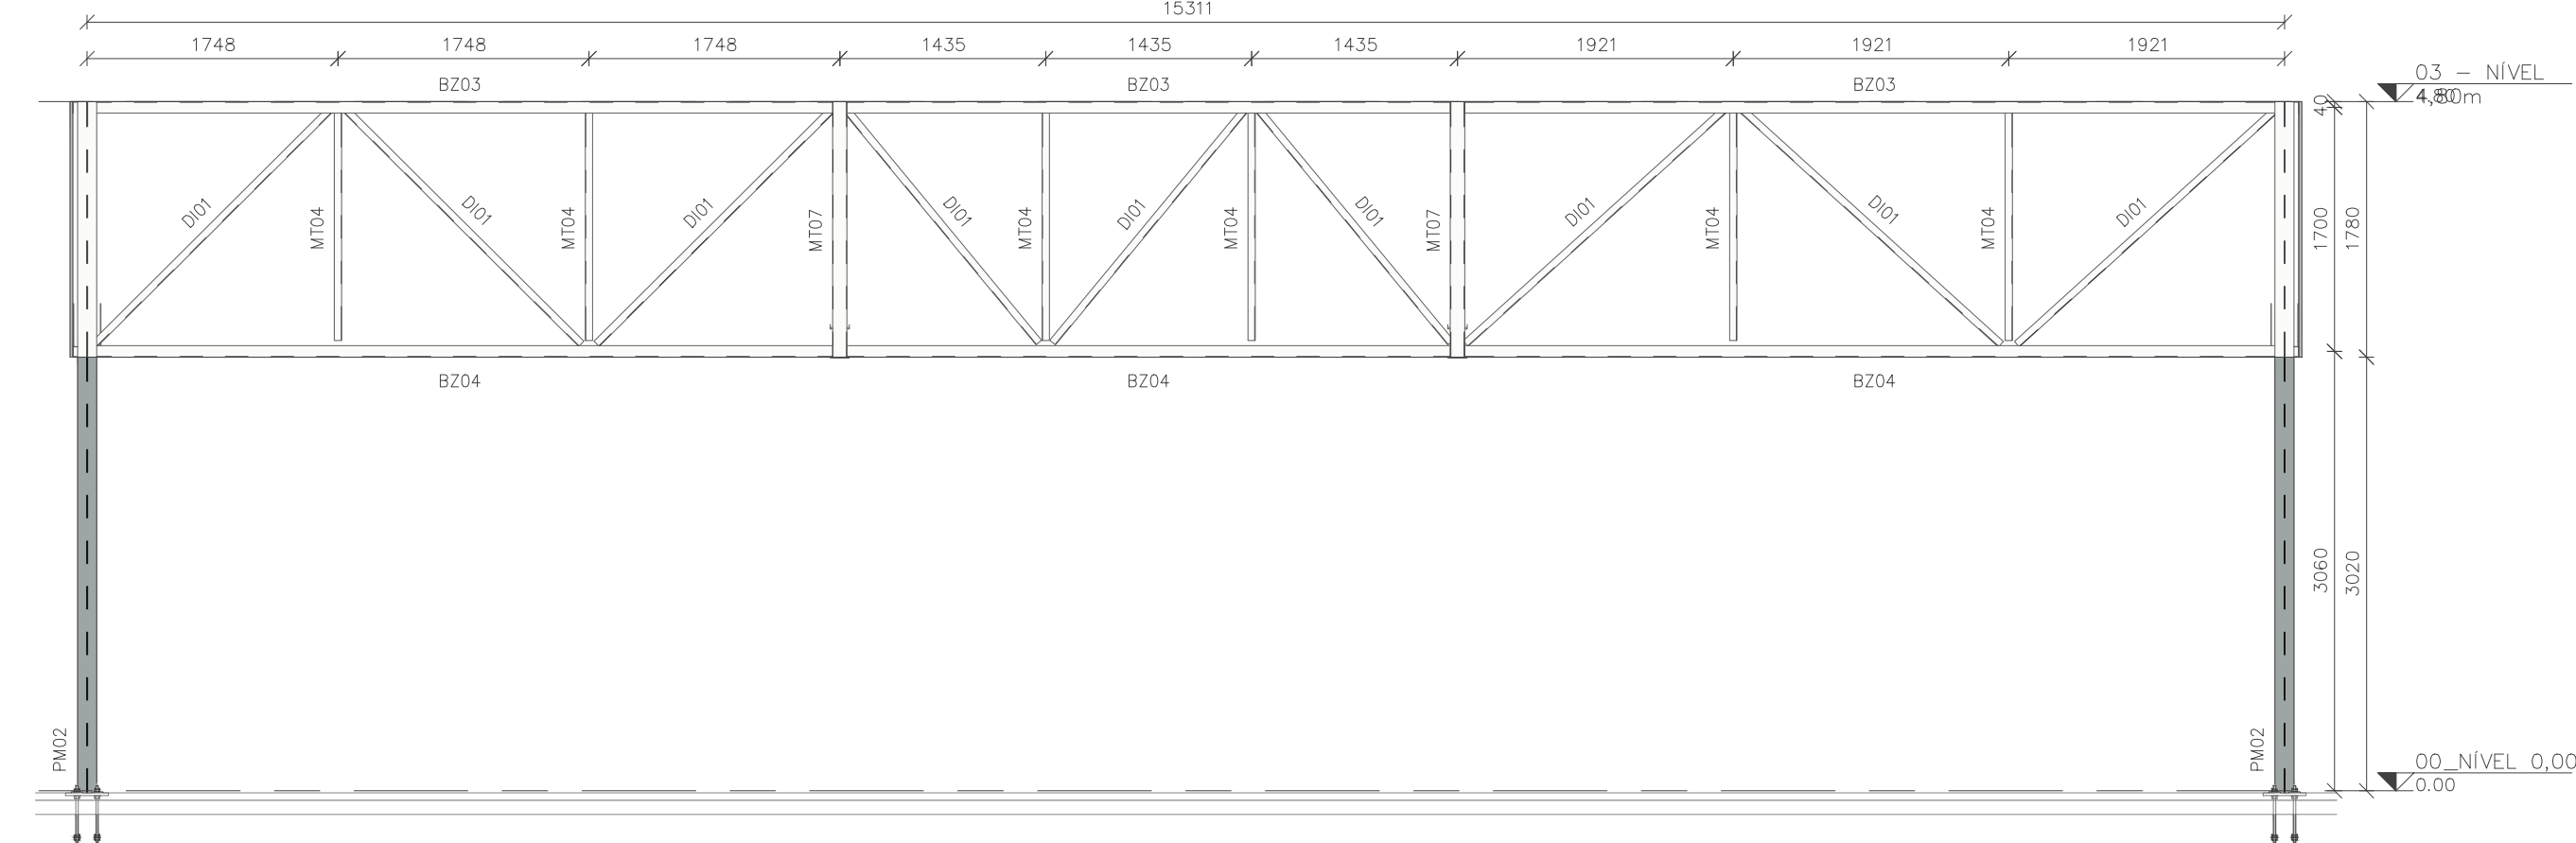 15311
1748 1748 1748 1435 1435 1435 1921 1921 1921
BZ03 BZ03 BZ03
03 – NÍVEL
4,80m
40
DI01 MT04 DI01 MT04 DI01 MT07 DI01 MT04 DI01 MT04 DI01 MT07 DI01 MT04 DI01 MT04 DI01
1700 1780
BZ04 BZ04 BZ04
3060 3020
PM02 PM02
00_NÍVEL 0,00
0.00